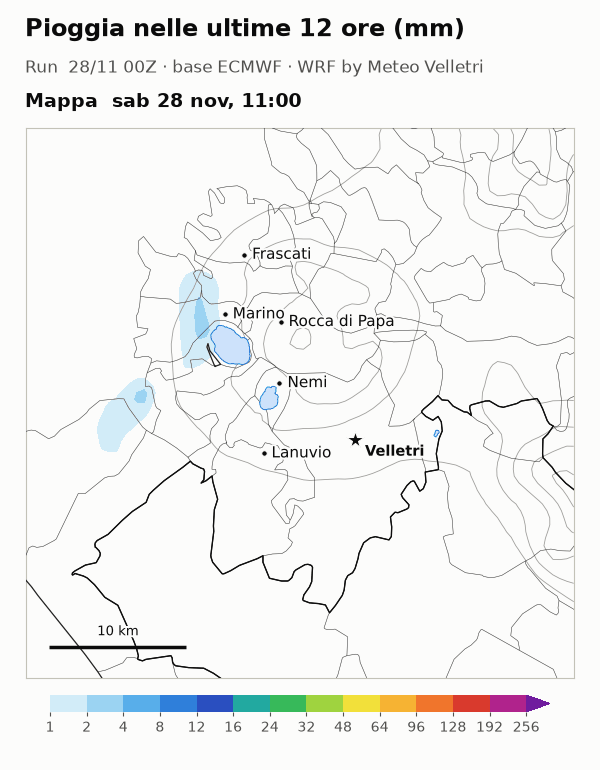 Pioggia nelle ultime 12 ore (mm)
Run  28/11 00Z · base ECMWF · WRF by Meteo Velletri
Mappa  sab 28 nov, 11:00
Frascati
Marino
Rocca di Papa
Nemi
Velletri
Lanuvio
10 km
1 2 4 8 12 16 24 32 48 64 96 128 192 256